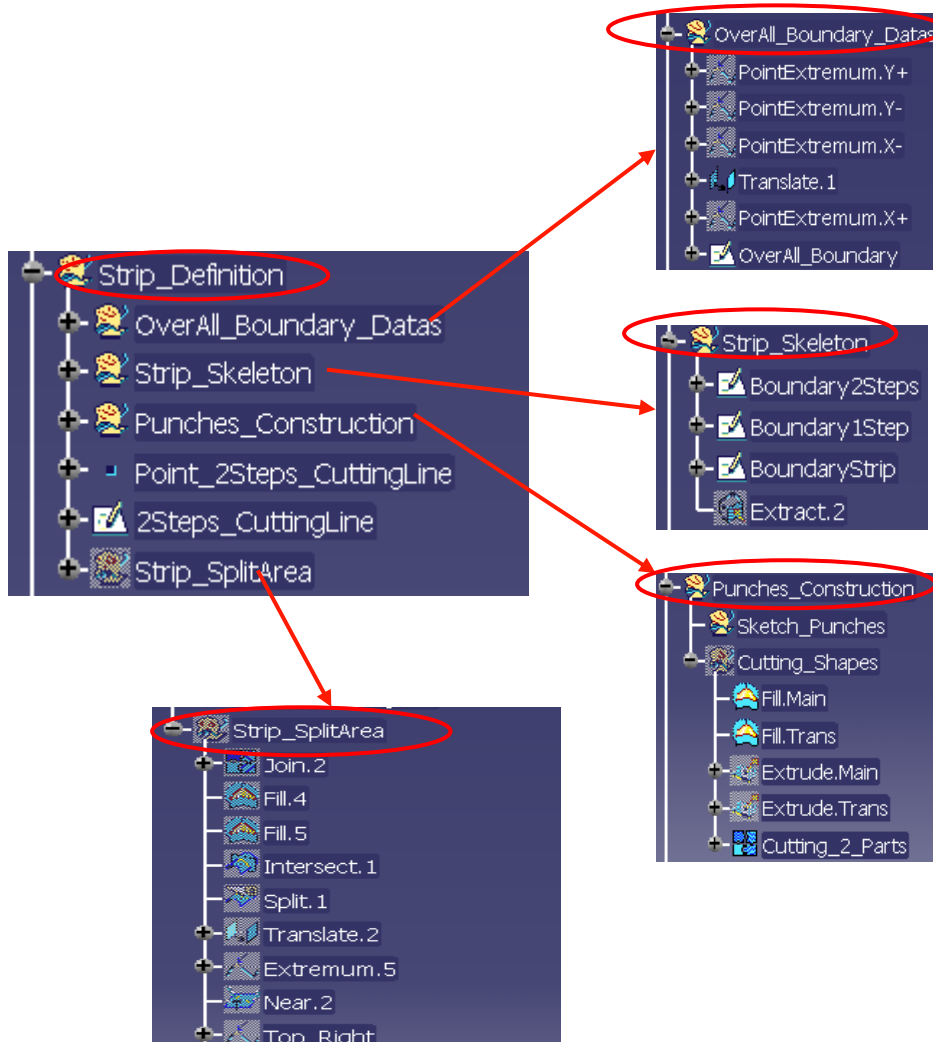 OverAll_Boundary_Datas
PointExtremum.Y+
PointExtremum.Y-
PointExtremum.X-
Translate.1
PointExtremum.X+
OverAll_Boundary
Strip_Definition
OverAll_Boundary_Datas
Strip_Skeleton
Punches_Construction
Point_2Steps_CuttingLine
2Steps_CuttingLine
Strip_SplitArea
Strip_Skeleton
Boundary2Steps
Boundary1Step
BoundaryStrip
Extract.2
Punches_Construction
Sketch_Punches
Cutting_Shapes
Fill.Main
Fill.Trans
Extrude.Main
Extrude.Trans
Cutting_2_Parts
Strip_SplitArea
Join.2
Fill.4
Fill.5
Intersect.1
Split.1
Translate.2
Extremum.5
Near.2
Top_Right